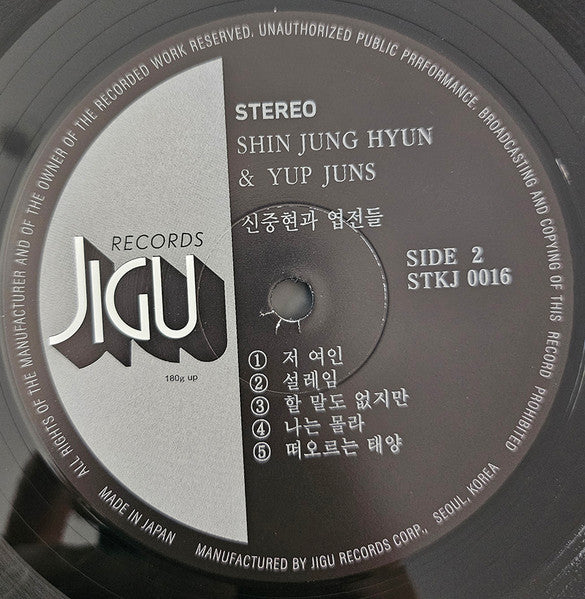 ALL RIGHTS OF THE MANUFACTURER AND OF THE OWNER OF THE RECORDED WORK RESERVED, UNAUTHORIZED PUBLIC PRRFORMANCE, BROADCASTING AND COPYING OF THIS RECORD PROHIBITED
STEREO
SHIN JUNG HYUN
& YUP JUNS
신중현과 엽전들
RECORDS
JIGU
180g up
SIDE 2
STKJ 0016
① 저 여인
② 설레임
③ 할 말도 없지만
④ 나는 몰라
⑤ 떠오르는 태양
MADE IN JAPAN
MANUFACTURED BY JIGU RECORDS CORP., SEOUL, KOREA